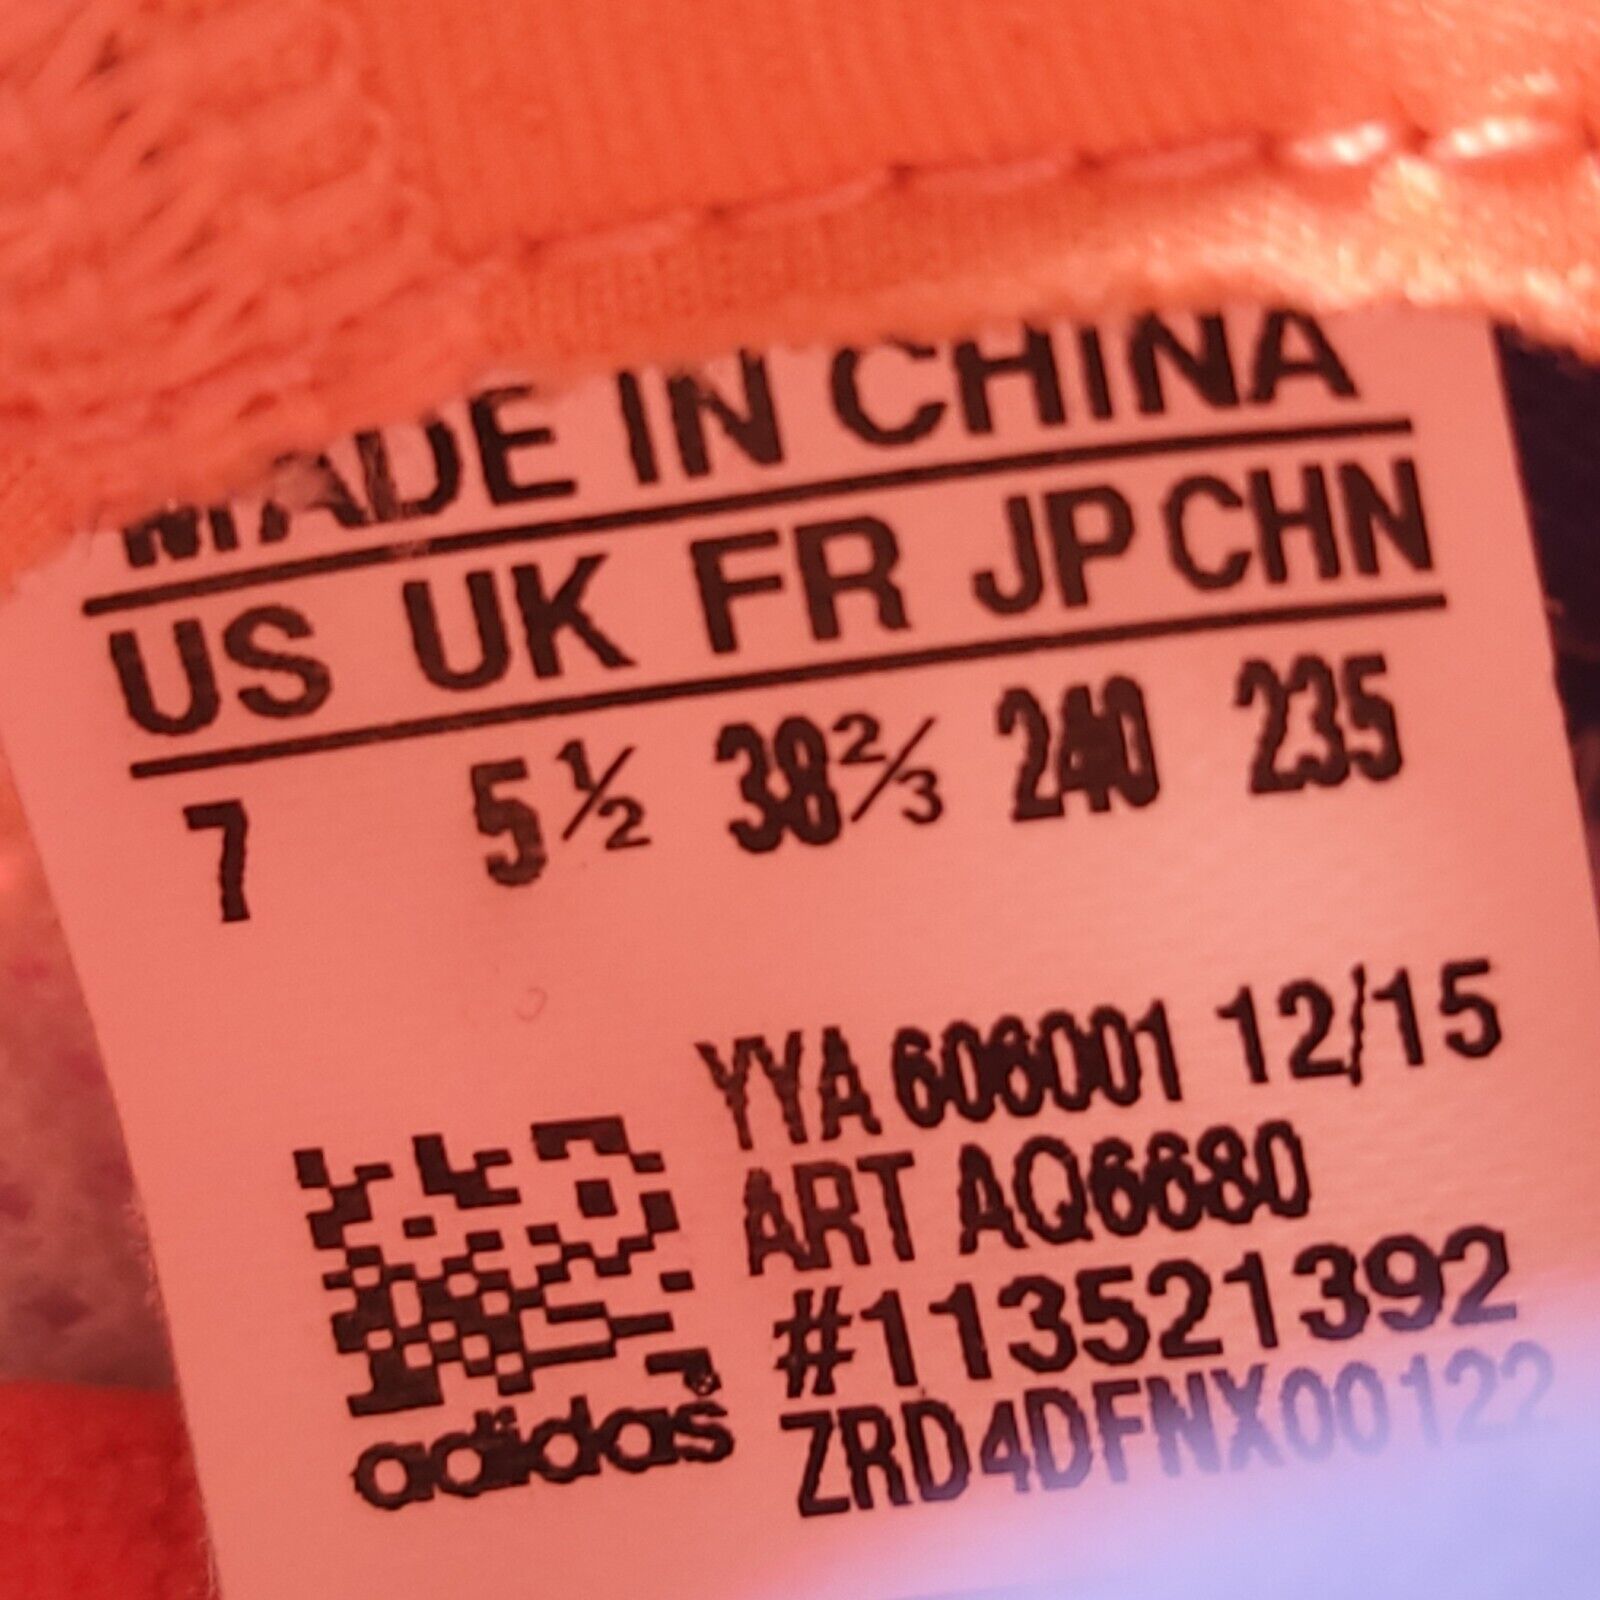 MADE IN CHINA
US UK FR JP CHN
7 5½ 38⅔ 240 235
YYA 606001 12/15
ART AQ6680
#113521392
ZRD4DFNX00122
adidas®